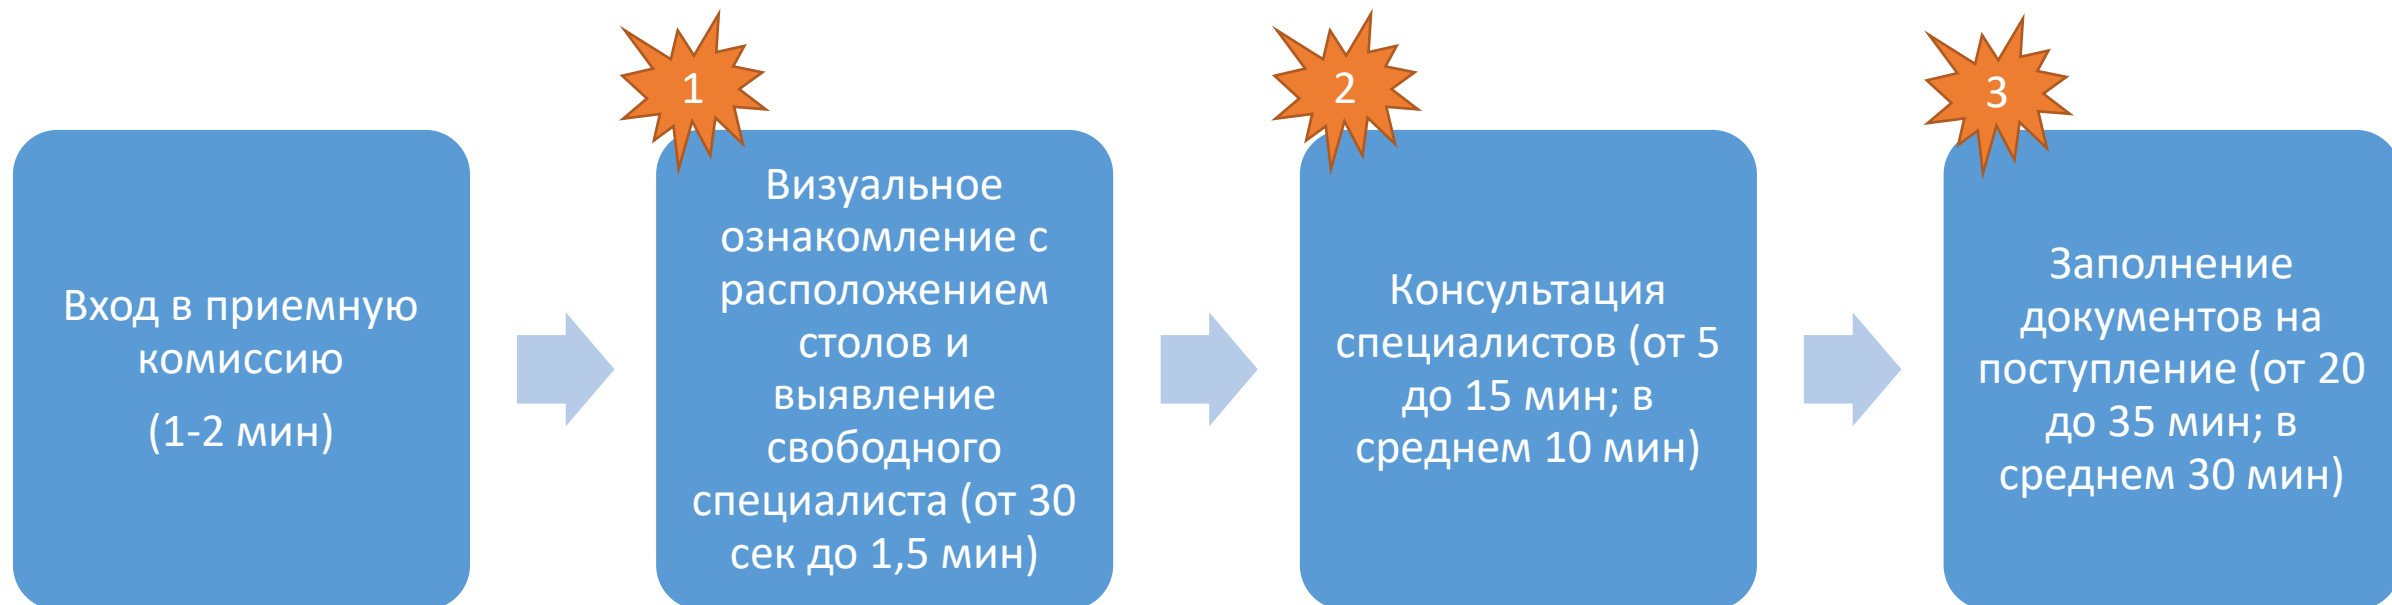 1
2
3
Вход в приемную
комиссию
(1-2 мин)
Визуальное
ознакомление с
расположением
столов и
выявление
свободного
специалиста (от 30
сек до 1,5 мин)
Консультация
специалистов (от 5
до 15 мин; в
среднем 10 мин)
Заполнение
документов на
поступление (от 20
до 35 мин; в
среднем 30 мин)